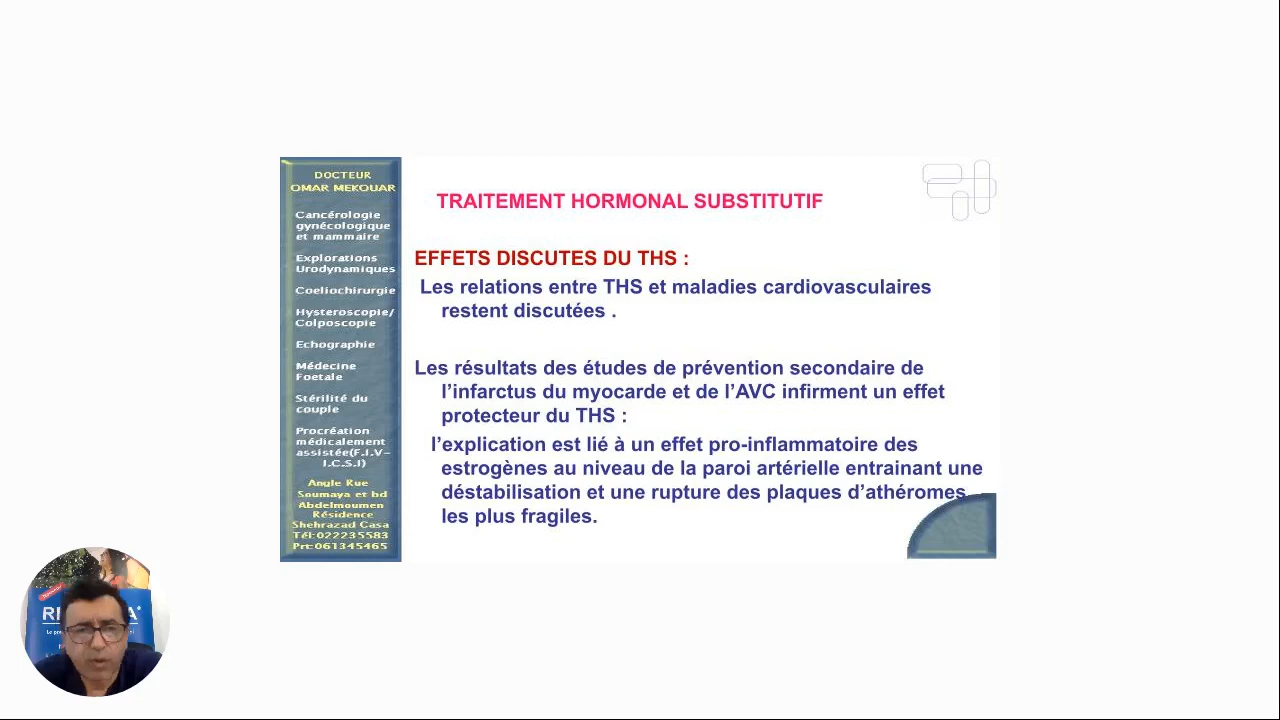 DOCTEUR
OMAR MEKOUAR
Cancérologie
gynécologique
et mammaire
Explorations
Urodynamiques
Coeliochirurgie
Hysteroscopie/
Colposcopie
Echographie
Médecine
Foetale
Stérilité du
couple
Procréation
médicalement
assistée(F.I.V-
I.C.S.I)
Angle Rue
Soumaya et bd
Abdelmoumen
Résidence
Shehrazad Casa
Tél:022235583
Prt:061345465
TRAITEMENT HORMONAL SUBSTITUTIF
EFFETS DISCUTES DU THS :
Les relations entre THS et maladies cardiovasculaires
restent discutées .
Les résultats des études de prévention secondaire de
l’infarctus du myocarde et de l’AVC infirment un effet
protecteur du THS :
l’explication est lié à un effet pro-inflammatoire des
estrogènes au niveau de la paroi artérielle entrainant une
déstabilisation et une rupture des plaques d’athéromes
les plus fragiles.